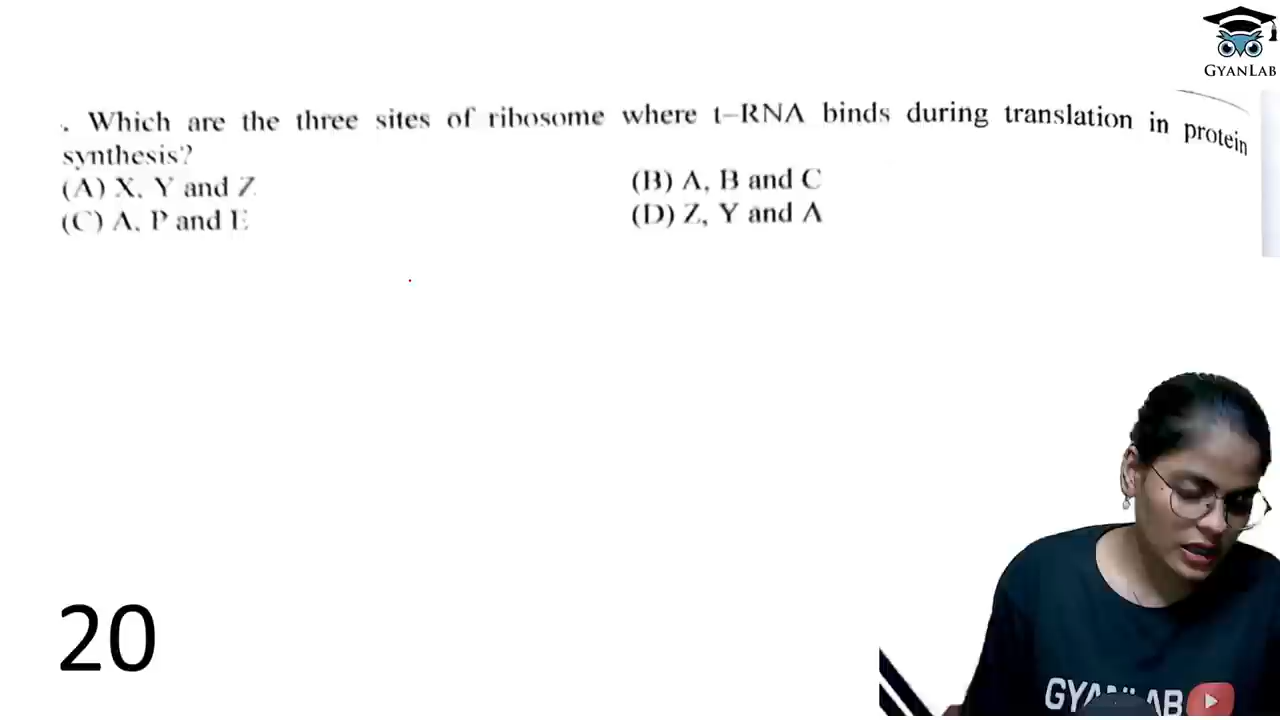 GYANLAB
. Which are the three sites of ribosome where t–RNA binds during translation in protein
synthesis?
(A) X, Y and Z
(B) A, B and C
(C) A, P and E
(D) Z, Y and A
20